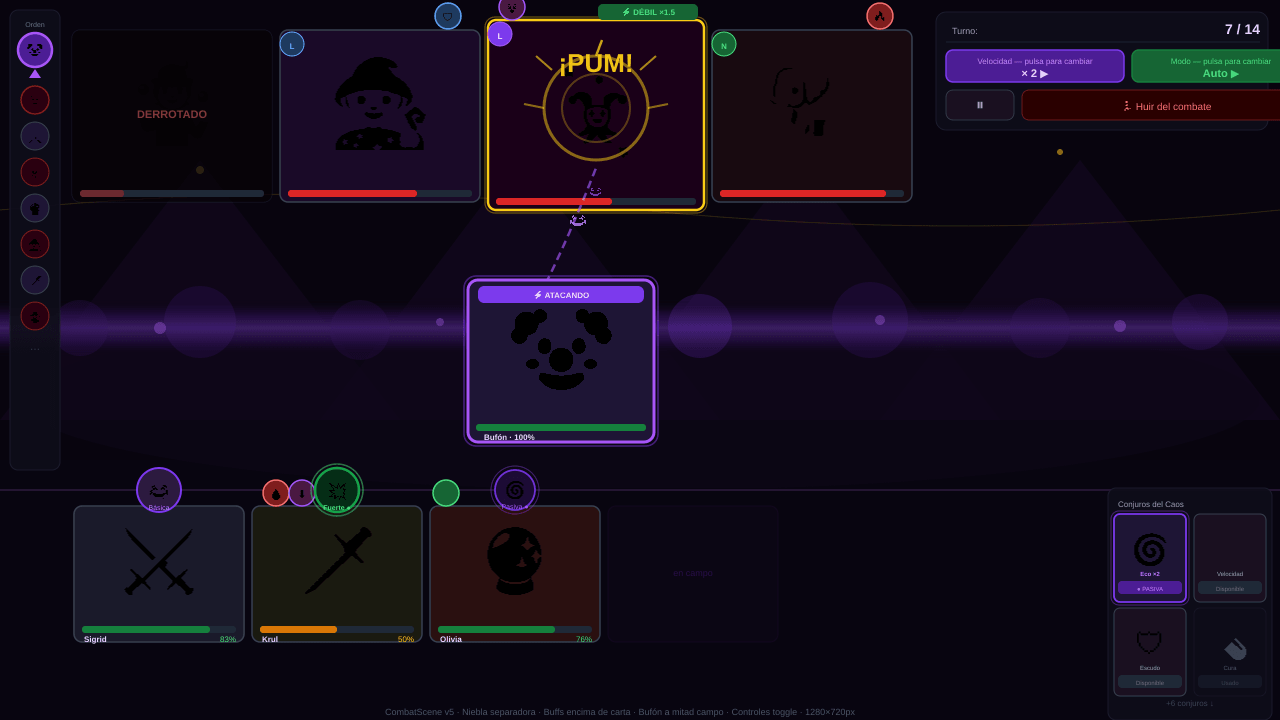 Orden
...
DERROTADO
L
⚡ DÉBIL ×1.5
L
¡PUM!
N
Turno:
7 / 14
Velocidad — pulsa para cambiar
× 2 ▶
Modo — pulsa para cambiar
Auto ▶
⏸
Huir del combate
⚡ ATACANDO
Bufón · 100%
Básica
Fuerte ●
Pasiva ●
Sigrid
83%
Krul
50%
Olivia
76%
en campo
Conjuros del Caos
Eco ×2
● PASIVA
Velocidad
Disponible
Escudo
Disponible
Cura
Usado
+6 conjuros ↓
CombatScene v5 · Niebla separadora · Buffs encima de carta · Bufón a mitad campo · Controles toggle · 1280×720px